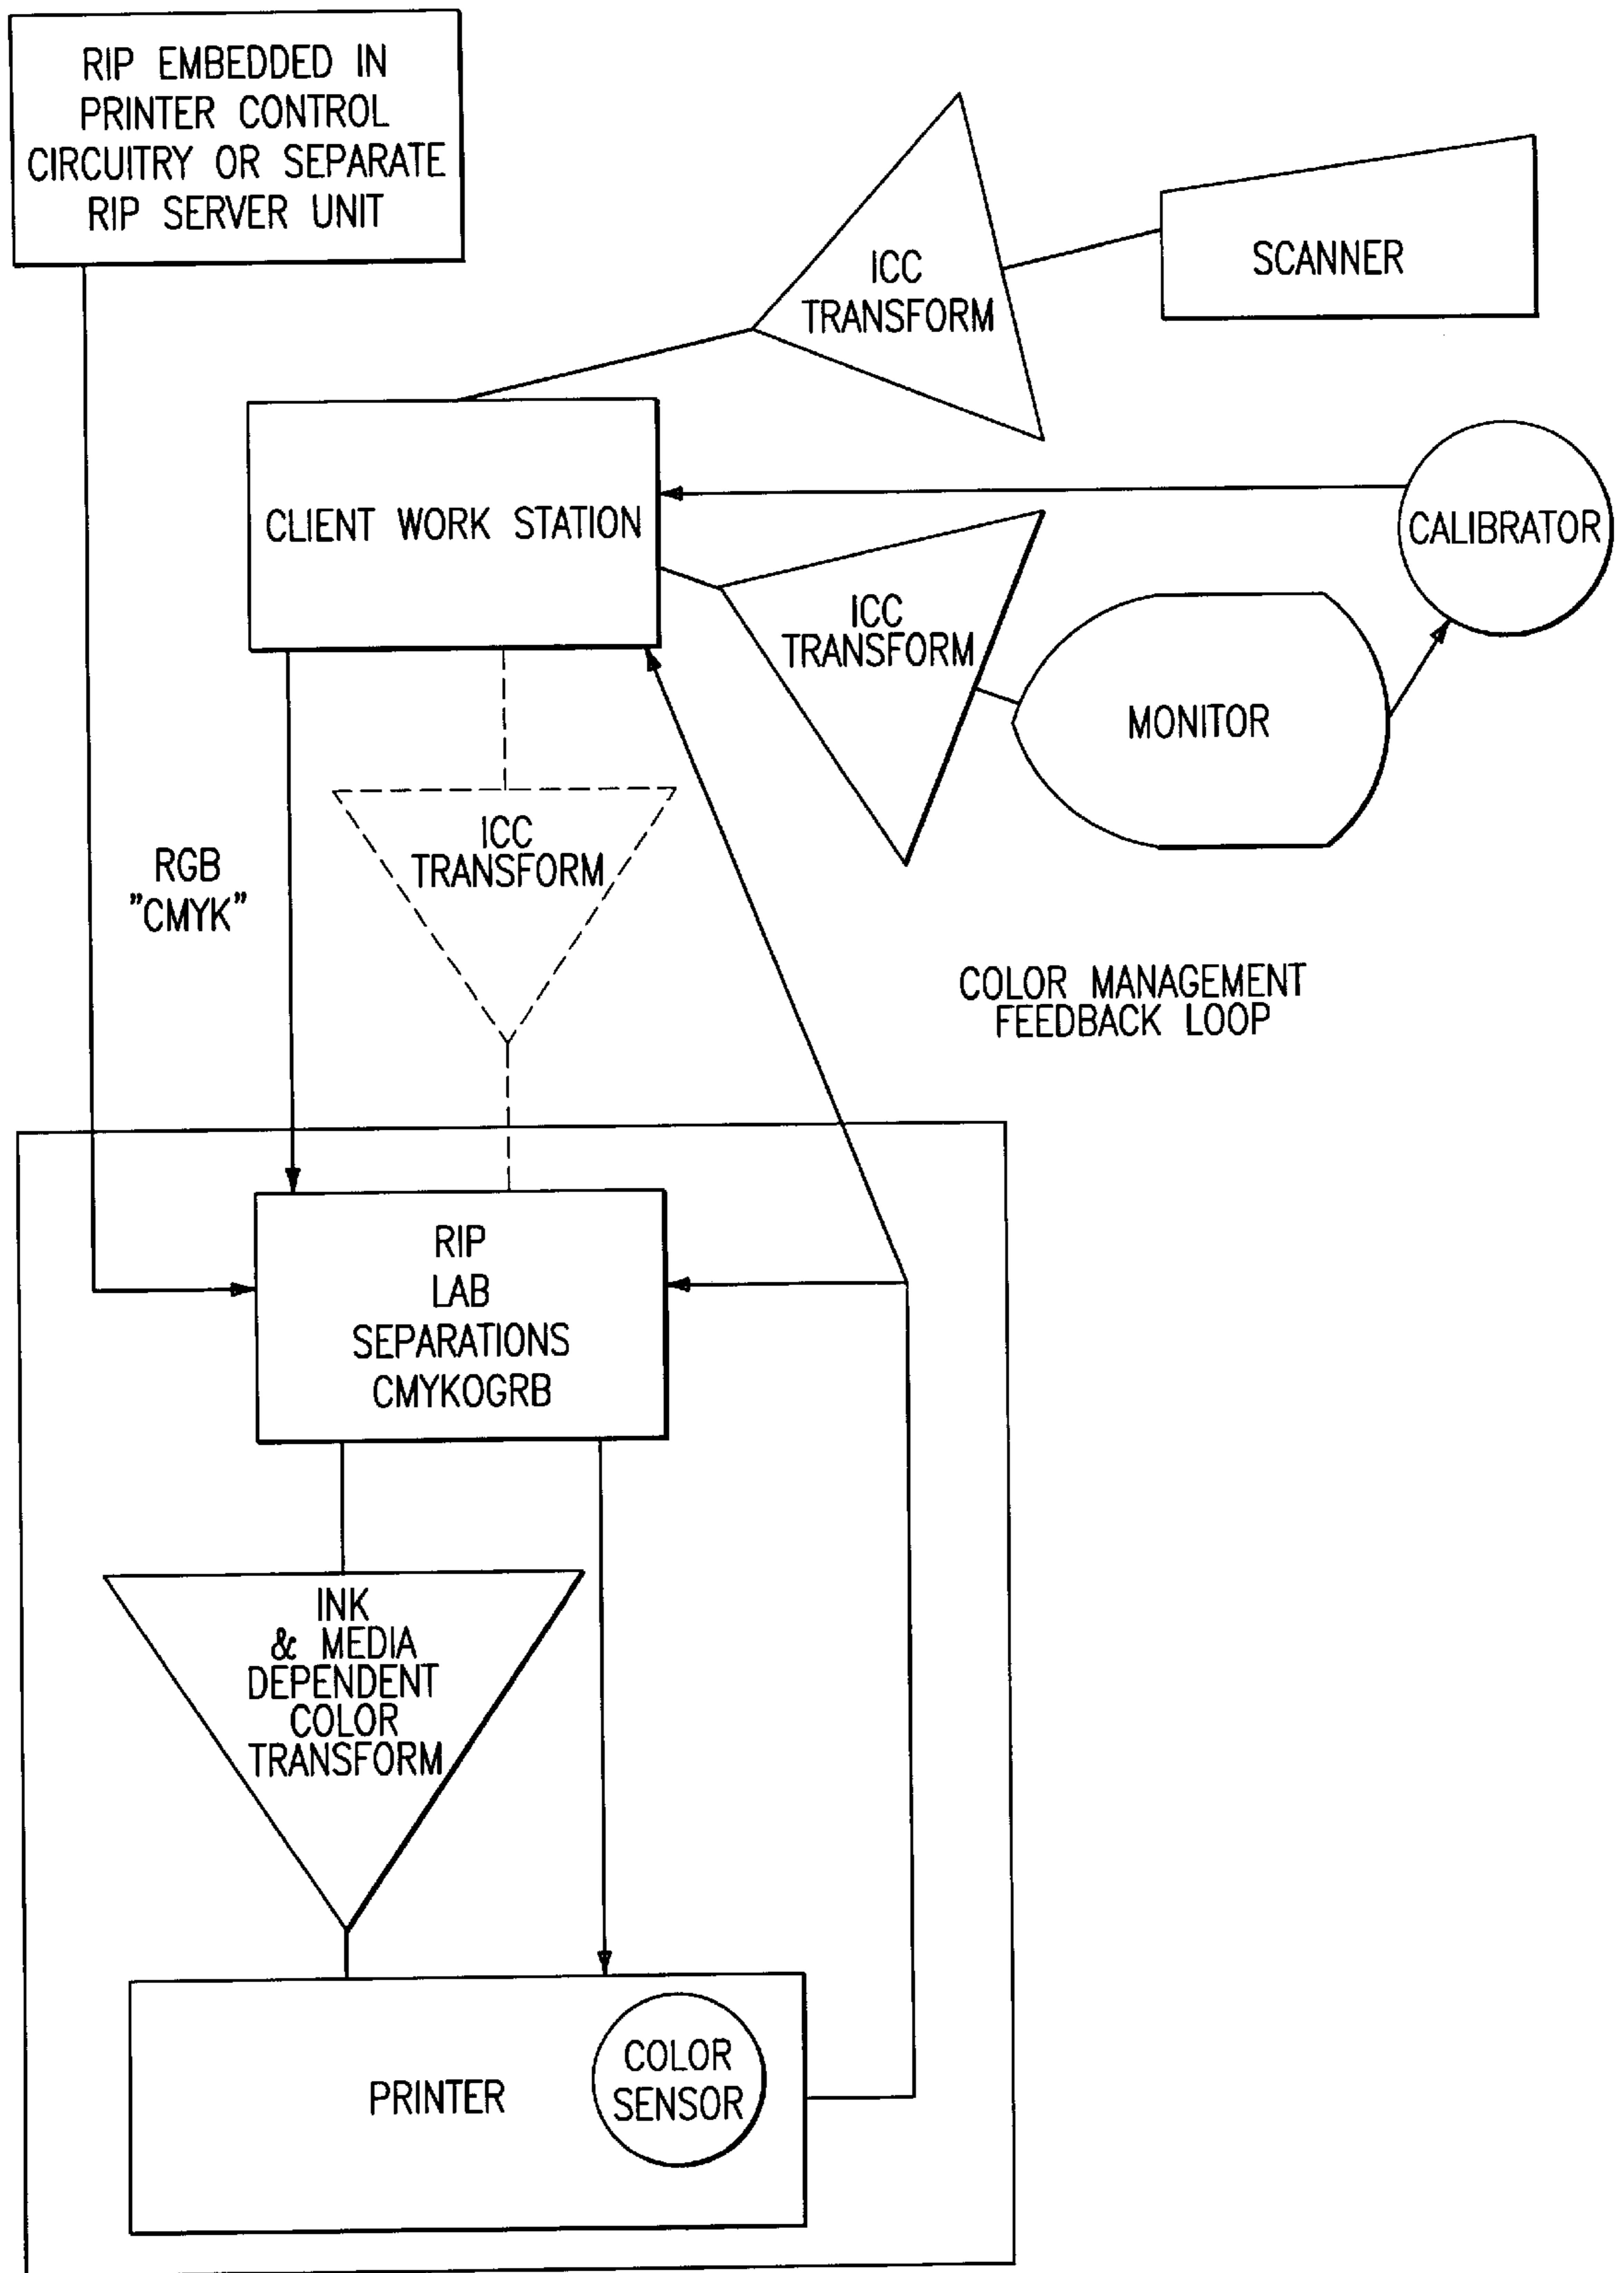 RIP EMBEDDED IN
PRINTER CONTROL
CIRCUITRY OR SEPARATE
RIP SERVER UNIT
ICC
TRANSFORM
SCANNER
CLIENT WORK STATION
CALIBRATOR
ICC
TRANSFORM
MONITOR
ICC
TRANSFORM
RGB
"CMYK"
COLOR MANAGEMENT
FEEDBACK LOOP
RIP
LAB
SEPARATIONS
CMYKOGRB
INK
& MEDIA
DEPENDENT
COLOR
TRANSFORM
PRINTER
COLOR
SENSOR